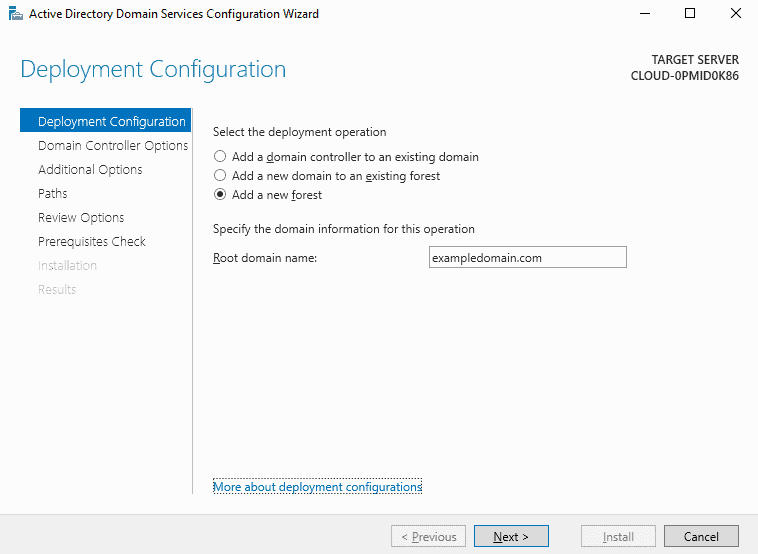 Active Directory Domain Services Configuration Wizard
Deployment Configuration
TARGET SERVER
CLOUD-0PMID0K86
Deployment Configuration
Domain Controller Options
Additional Options
Paths
Review Options
Prerequisites Check
Installation
Results
Select the deployment operation
Add a domain controller to an existing domain
Add a new domain to an existing forest
Add a new forest
Specify the domain information for this operation
Root domain name: exampledomain.com
More about deployment configurations
< Previous Next > Install Cancel